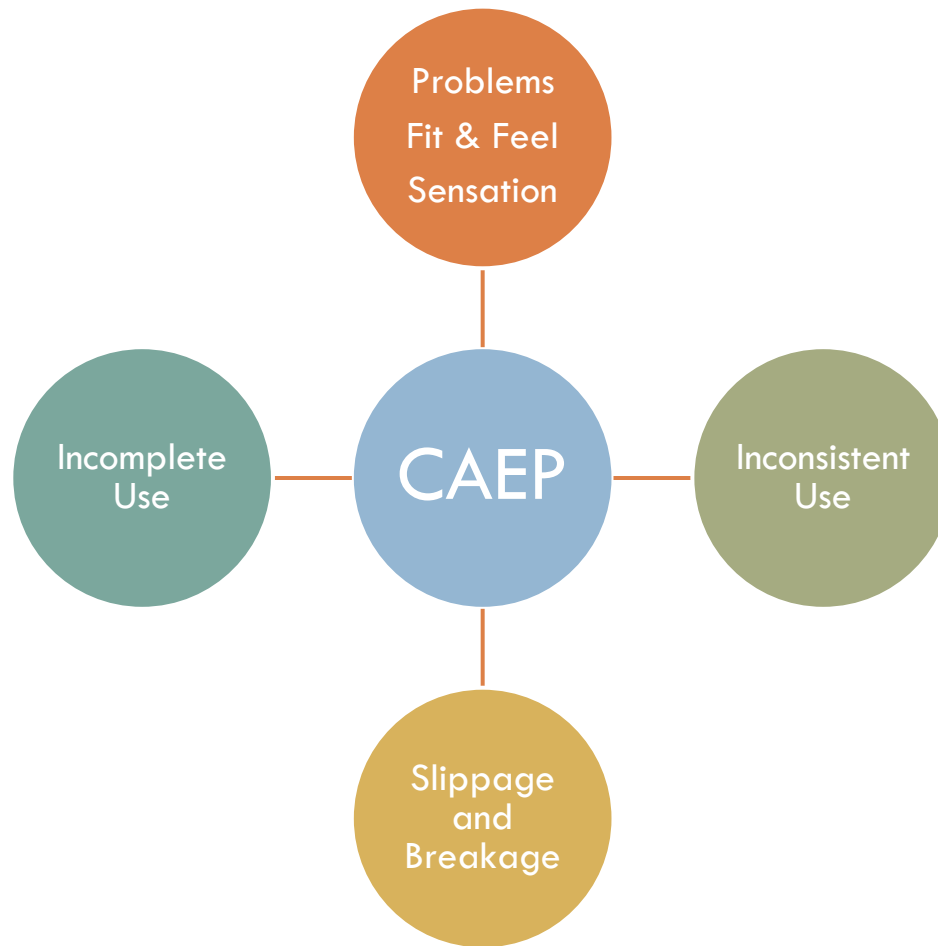 Problems
Fit & Feel
Sensation
Incomplete
Use
CAEP
Inconsistent
Use
Slippage
and
Breakage